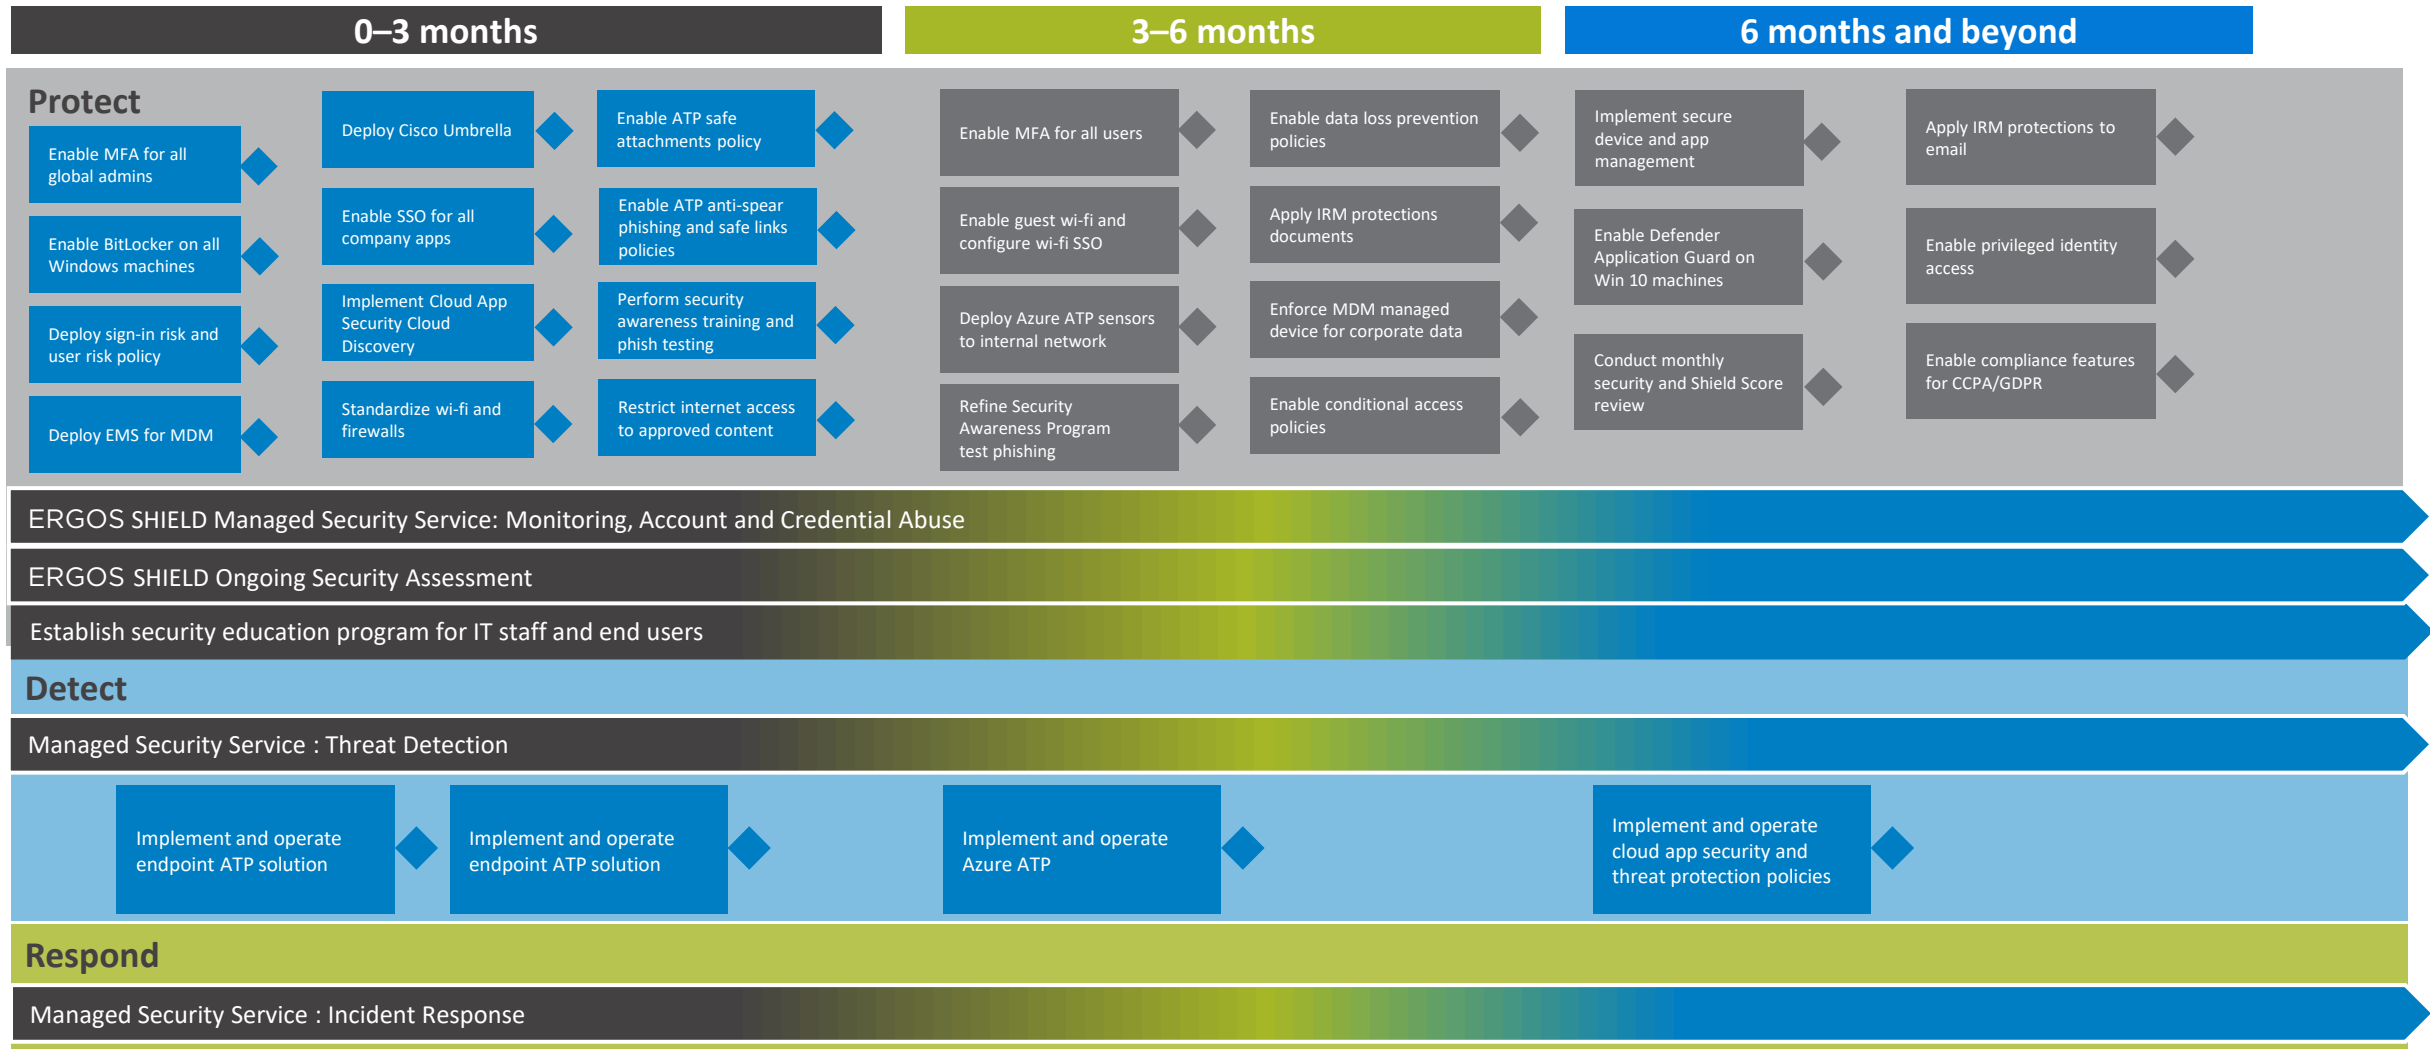 0–3 months
3–6 months
6 months and beyond
Protect
Enable MFA for all
global admins
Enable BitLocker on all
Windows machines
Deploy sign-in risk and
user risk policy
Deploy EMS for MDM
Deploy Cisco Umbrella
Enable SSO for all
company apps
Implement Cloud App
Security Cloud
Discovery
Standardize wi-fi and
firewalls
Enable ATP safe
attachments policy
Enable ATP anti-spear
phishing and safe links
policies
Perform security
awareness training and
phish testing
Restrict internet access
to approved content
Enable MFA for all users
Enable guest wi-fi and
configure wi-fi SSO
Deploy Azure ATP sensors
to internal network
Refine Security
Awareness Program
test phishing
Enable data loss prevention
policies
Apply IRM protections
documents
Enforce MDM managed
device for corporate data
Enable conditional access
policies
Implement secure
device and app
management
Enable Defender
Application Guard on
Win 10 machines
Conduct monthly
security and Shield Score
review
Apply IRM protections to
email
Enable privileged identity
access
Enable compliance features
for CCPA/GDPR
ERGOS SHIELD Managed Security Service: Monitoring, Account and Credential Abuse
ERGOS SHIELD Ongoing Security Assessment
Establish security education program for IT staff and end users
Detect
Managed Security Service : Threat Detection
Implement and operate
endpoint ATP solution
Implement and operate
endpoint ATP solution
Implement and operate
Azure ATP
Implement and operate
cloud app security and
threat protection policies
Respond
Managed Security Service : Incident Response